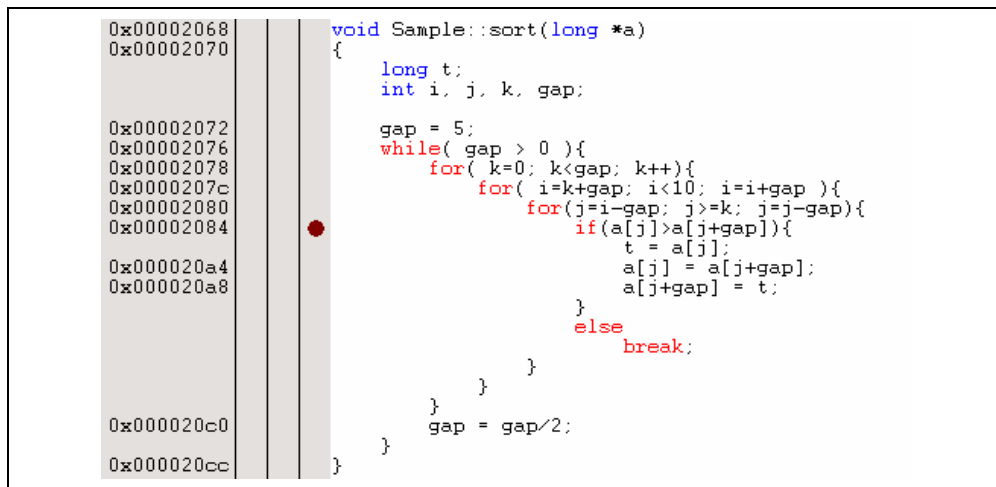 0x00002068 void Sample::sort(long *a)
0x00002070 {
long t;
int i, j, k, gap;
0x00002072 gap = 5;
0x00002076 while( gap > 0 ){
0x00002078 for( k=0; k<gap; k++){
0x0000207c for( i=k+gap; i<10; i=i+gap ){
0x00002080 for(j=i-gap; j>=k; j=j-gap){
0x00002084 if(a[j]>a[j+gap]){
t = a[j];
0x000020a4 a[j] = a[j+gap];
0x000020a8 a[j+gap] = t;
}
else
break;
}
}
}
0x000020c0 gap = gap/2;
}
0x000020cc }